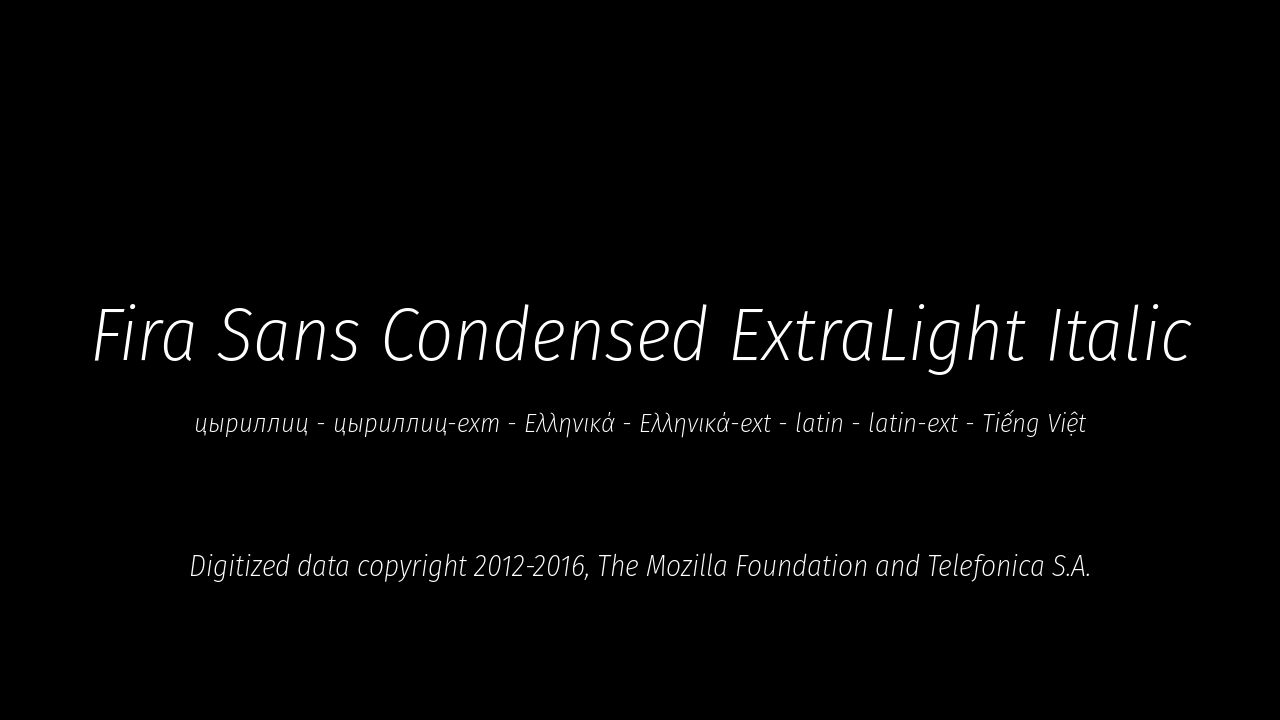 Fira Sans Condensed ExtraLight Italic
цыриллиц - цыриллиц-ехт - Ελληνικά - Ελληνικά-ext - latin - latin-ext - Tiếng Việt
Digitized data copyright 2012-2016, The Mozilla Foundation and Telefonica S.A.